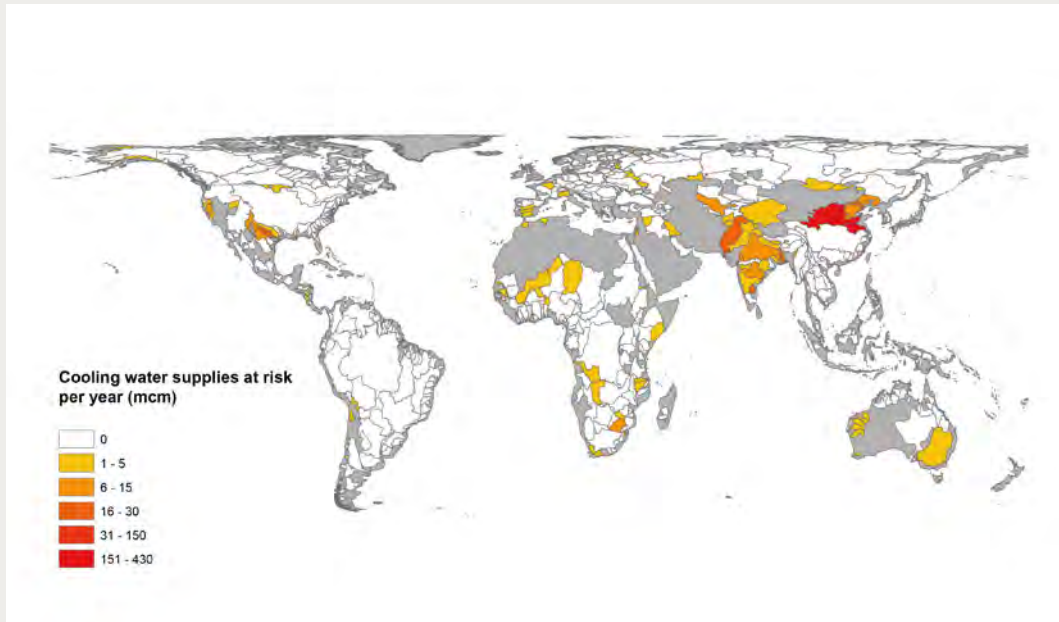 Cooling water supplies at risk
per year (mcm)
0
1 - 5
6 - 15
16 - 30
31 - 150
151 - 430